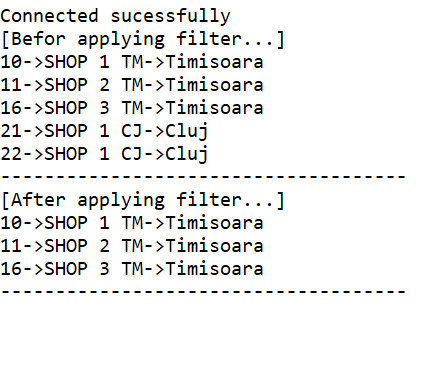 Connected sucessfully
[Befor applying filter...]
10->SHOP 1 TM->Timisoara
11->SHOP 2 TM->Timisoara
16->SHOP 3 TM->Timisoara
21->SHOP 1 CJ->Cluj
22->SHOP 1 CJ->Cluj
-------------------------------------
[After applying filter...]
10->SHOP 1 TM->Timisoara
11->SHOP 2 TM->Timisoara
16->SHOP 3 TM->Timisoara
-------------------------------------